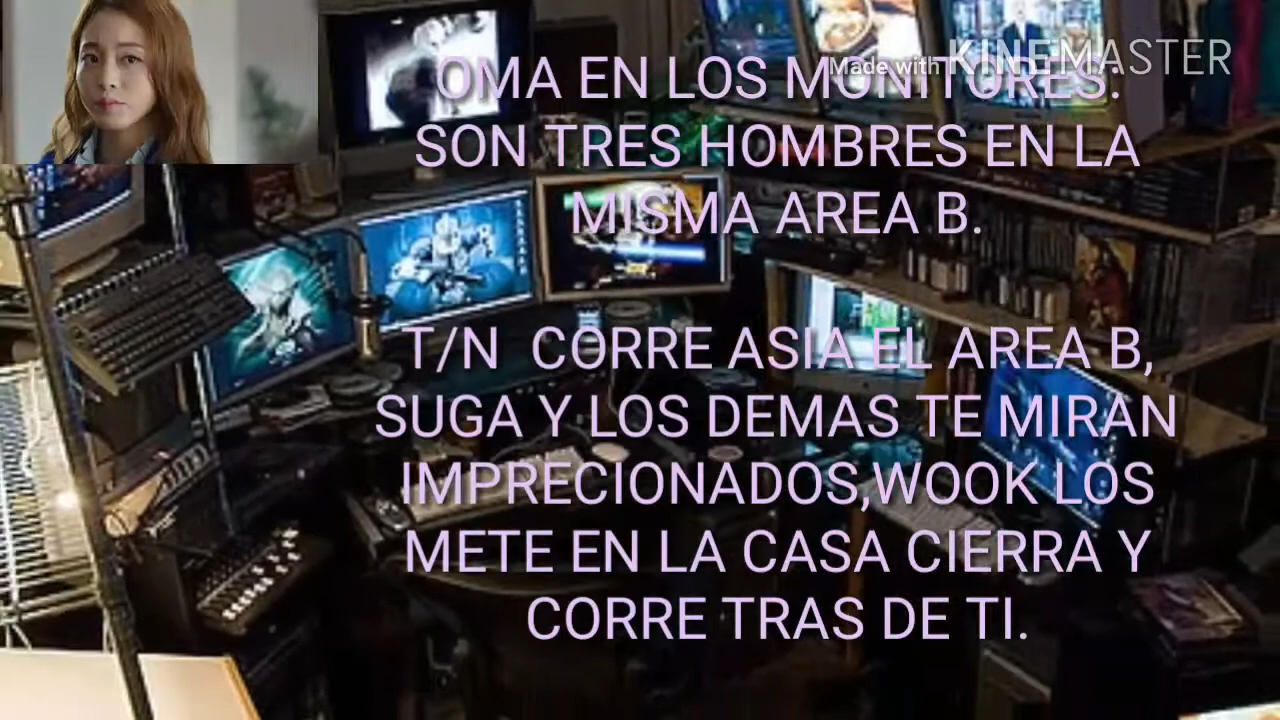 Made with KINEMASTER
OMA EN LOS MONITORES:
SON TRES HOMBRES EN LA
MISMA AREA B.
T/N CORRE ASIA EL AREA B,
SUGA Y LOS DEMAS TE MIRAN
IMPRECIONADOS,WOOK LOS
METE EN LA CASA CIERRA Y
CORRE TRAS DE TI.